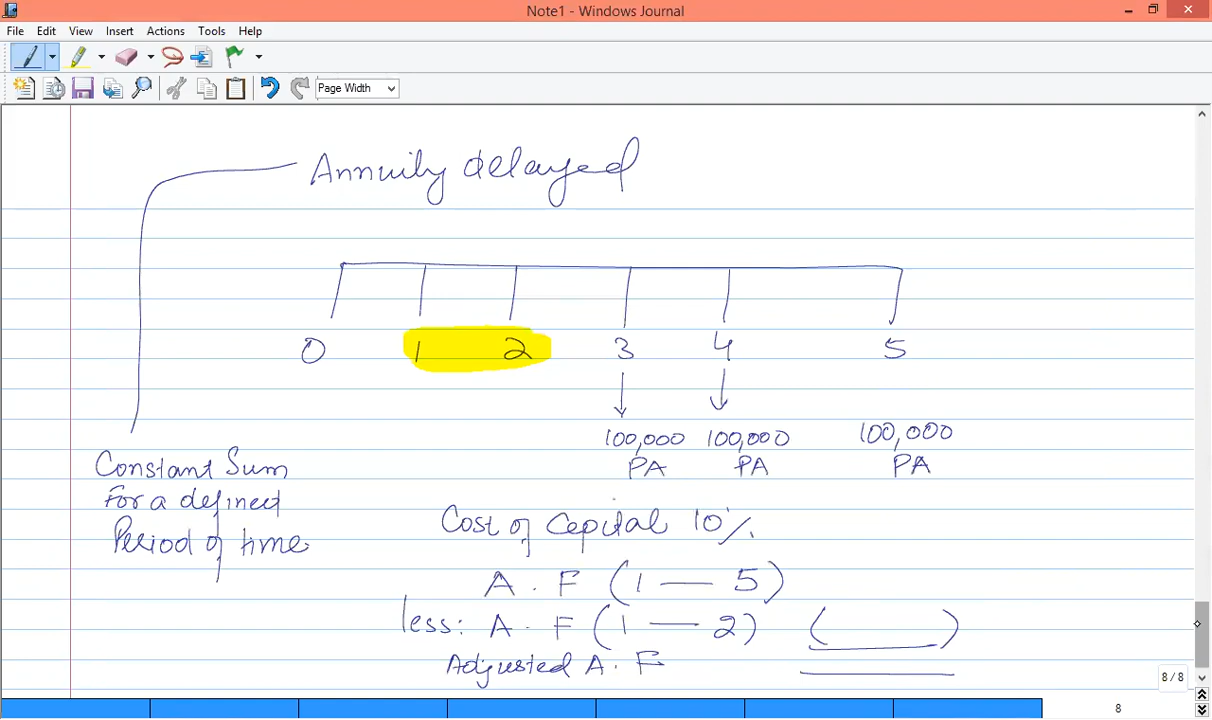 Note1 - Windows Journal
File Edit View Insert Actions Tools Help
Page Width
Annuity delayed
0 1 2 3 4 5
100,000 100,000 100,000
PA PA PA
Constant Sum
For a defined
Period of time
Cost of Capital 10%
A. F (1 — 5)
less: A. F (1 — 2) ( )
Adjusted A. F
8 / 8
8